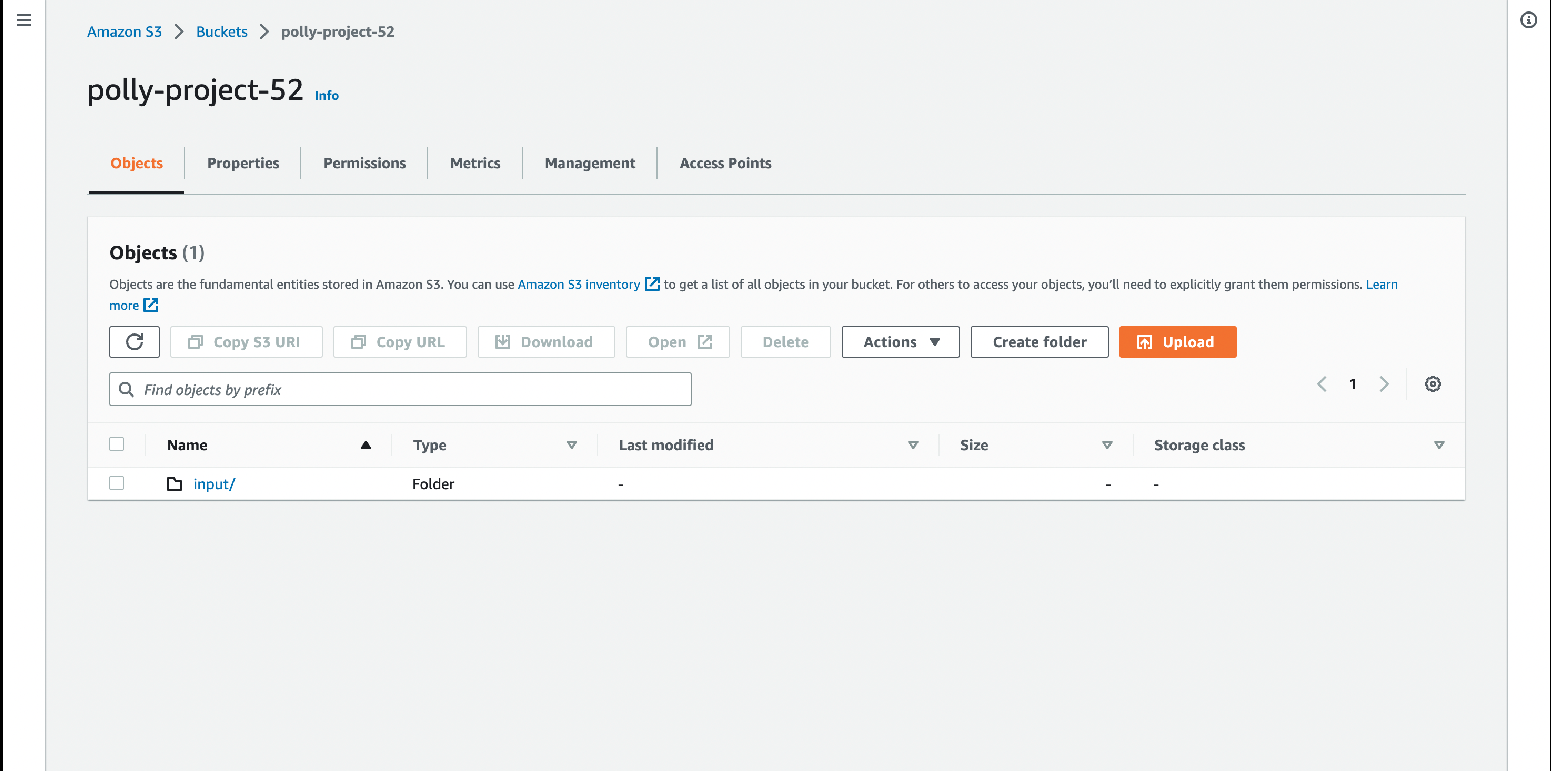 Amazon S3 > Buckets > polly-project-52
polly-project-52 Info
Objects Properties Permissions Metrics Management Access Points
Objects (1)
Objects are the fundamental entities stored in Amazon S3. You can use Amazon S3 inventory to get a list of all objects in your bucket. For others to access your objects, you'll need to explicitly grant them permissions. Learn
more
Copy S3 URI Copy URL Download Open Delete Actions Create folder Upload
Find objects by prefix
1
Name Type Last modified Size Storage class
input/ Folder - - -